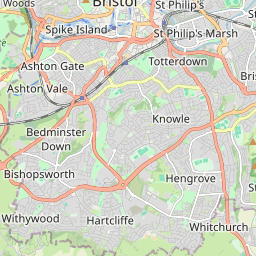 Woods
Bristol
St Philip's
Spike Island
St Philip's Marsh
Ashton Gate
Totterdown
Ashton Vale
Knowle
Bedminster
Down
Bishopsworth
Hengrove
Withywood
Hartcliffe
Whitchurch